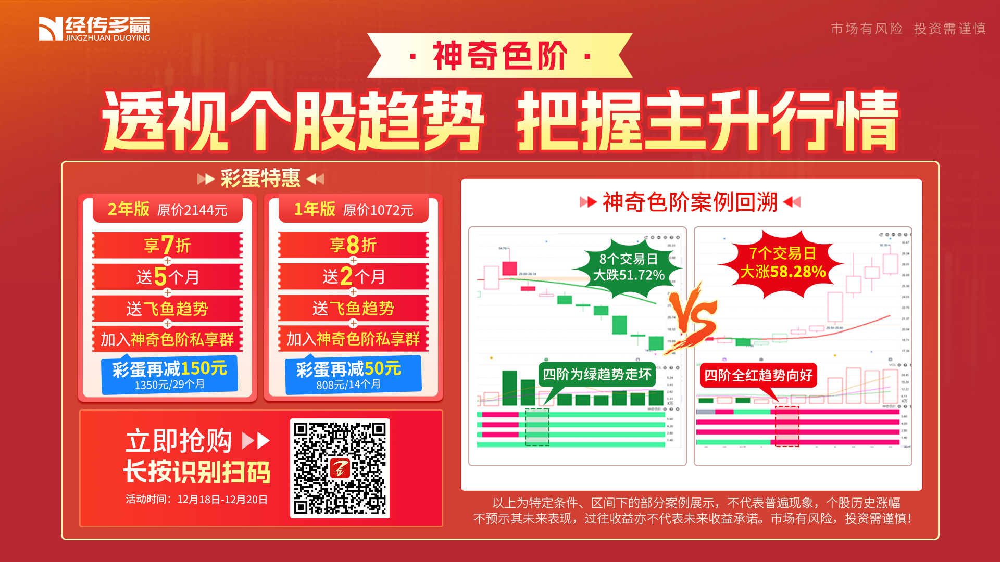 经传多赢
JINGZHUAN DUOYING
市场有风险 投资需谨慎
· 神奇色阶 ·
透视个股趋势 把握主升行情
彩蛋特惠
2年版 原价2144元
享7折
+
送5个月
+
送飞鱼趋势
+
加入神奇色阶私享群
彩蛋再减150元
1350元/29个月
1年版 原价1072元
享8折
+
送2个月
+
送飞鱼趋势
+
加入神奇色阶私享群
彩蛋再减50元
808元/14个月
立即抢购
长按识别扫码
活动时间：12月18日-12月20日
神奇色阶案例回溯
8个交易日
大跌51.72%
29.00-28.14
四阶为绿趋势走坏
VS
7个交易日
大涨58.28%
20.50-20.60
四阶全红趋势向好
以上为特定条件、区间下的部分案例展示，不代表普遍现象，个股历史涨幅
不预示其未来表现，过往收益亦不代表未来收益承诺。市场有风险，投资需谨慎！